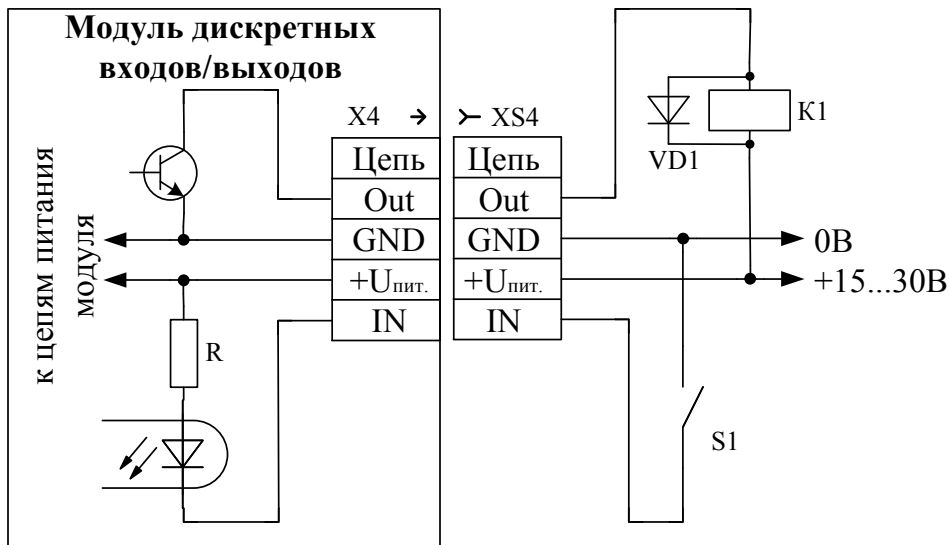 Модуль дискретных
входов/выходов
к цепям питания
модуля
X4
XS4
Цепь
Out
GND
+Uпит.
IN
Цепь
Out
GND
+Uпит.
IN
R
VD1
К1
0В
+15...30В
S1